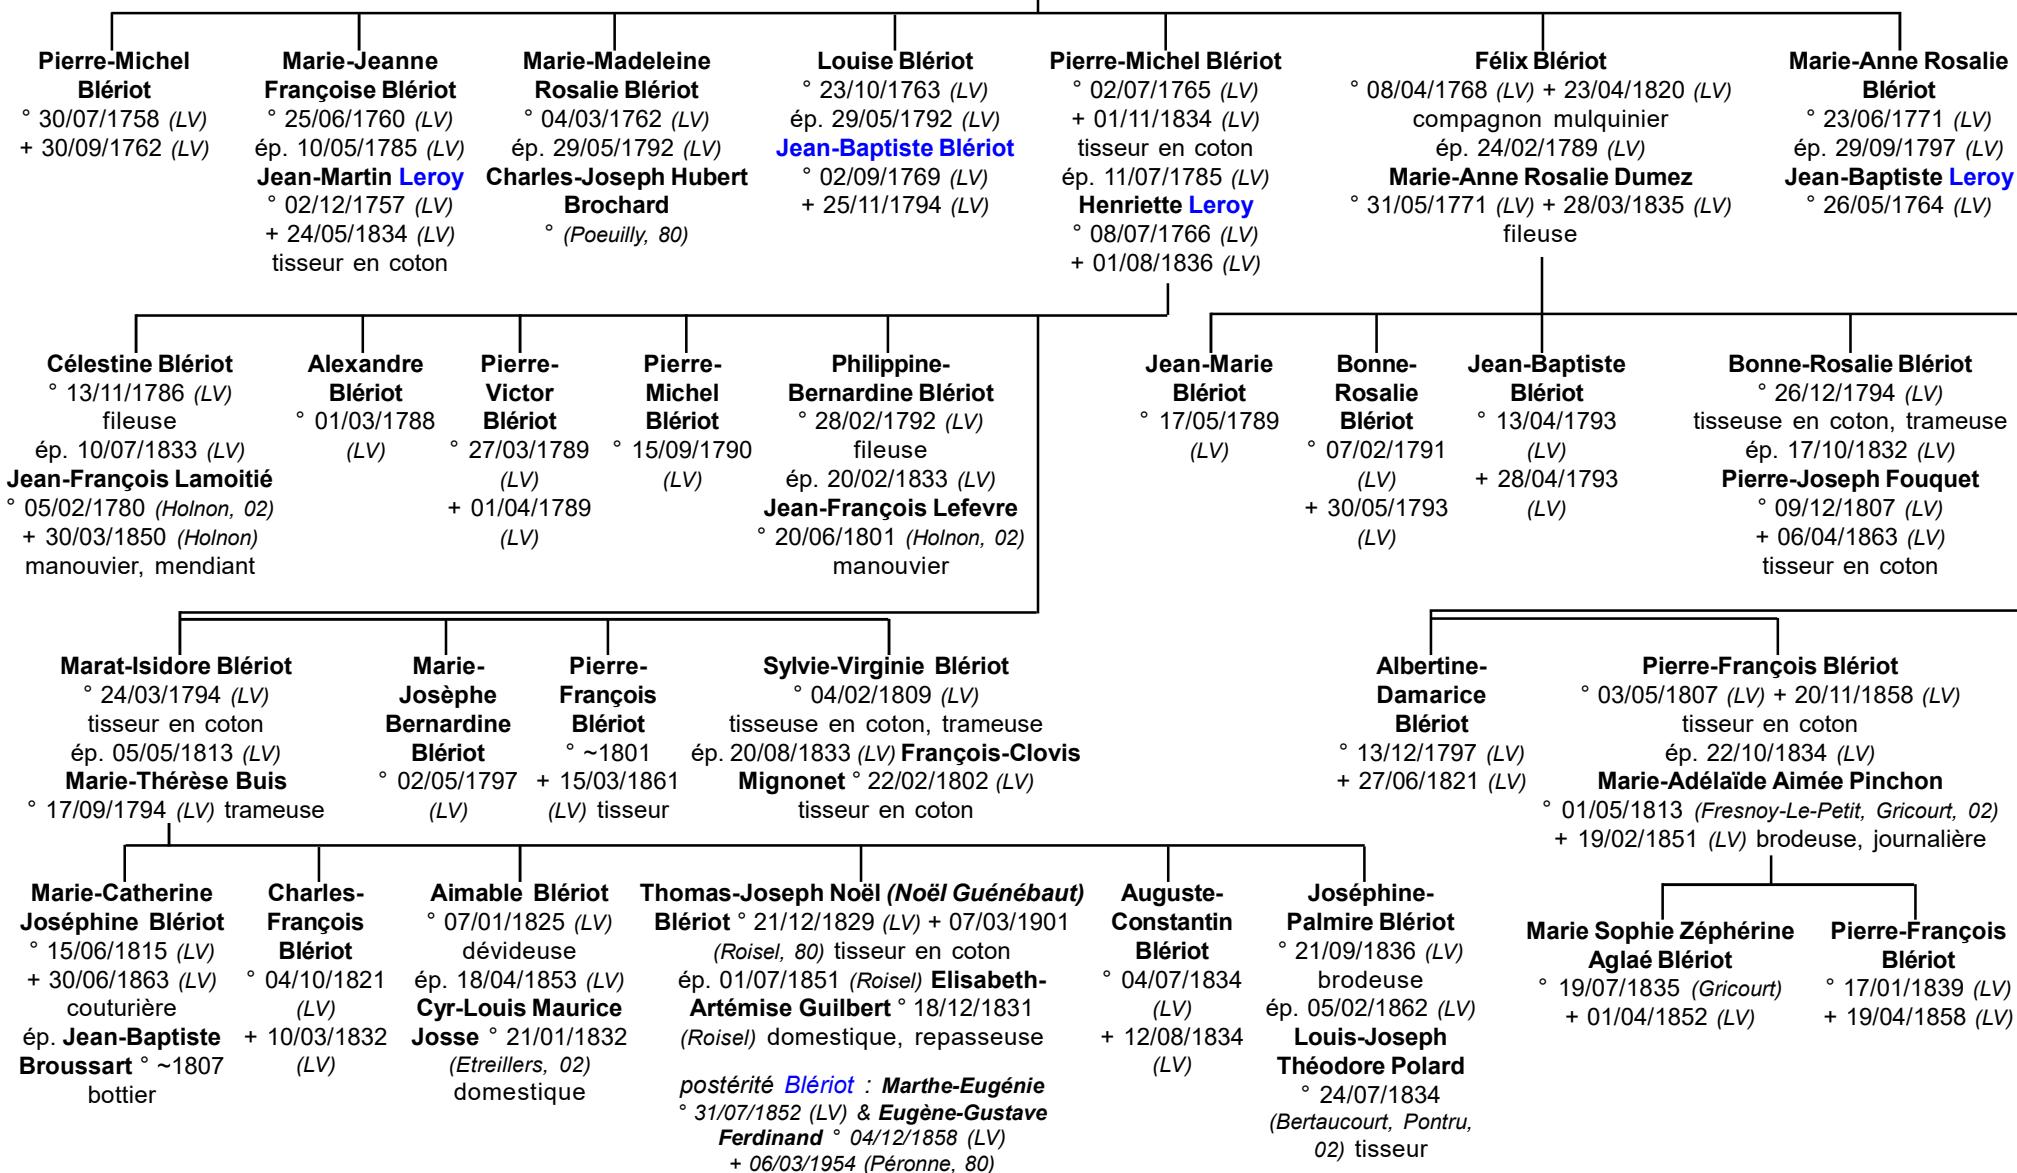 Pierre-Michel
Blériot
° 30/07/1758 (LV)
+ 30/09/1762 (LV)
Marie-Jeanne
Françoise Blériot
° 25/06/1760 (LV)
ép. 10/05/1785 (LV)
Jean-Martin Leroy
° 02/12/1757 (LV)
+ 24/05/1834 (LV)
tisseur en coton
Marie-Madeleine
Rosalie Blériot
° 04/03/1762 (LV)
ép. 29/05/1792 (LV)
Charles-Joseph Hubert
Brochard
° (Poeuilly, 80)
Louise Blériot
° 23/10/1763 (LV)
ép. 29/05/1792 (LV)
Jean-Baptiste Blériot
° 02/09/1769 (LV)
+ 25/11/1794 (LV)
Pierre-Michel Blériot
° 02/07/1765 (LV)
+ 01/11/1834 (LV)
tisseur en coton
ép. 11/07/1785 (LV)
Henriette Leroy
° 08/07/1766 (LV)
+ 01/08/1836 (LV)
Félix Blériot
° 08/04/1768 (LV) + 23/04/1820 (LV)
compagnon mulquinier
ép. 24/02/1789 (LV)
Marie-Anne Rosalie Dumez
° 31/05/1771 (LV) + 28/03/1835 (LV)
fileuse
Marie-Anne Rosalie
Blériot
° 23/06/1771 (LV)
ép. 29/09/1797 (LV)
Jean-Baptiste Leroy
° 26/05/1764 (LV)
Célestine Blériot
° 13/11/1786 (LV)
fileuse
ép. 10/07/1833 (LV)
Jean-François Lamoitié
° 05/02/1780 (Holnon, 02)
+ 30/03/1850 (Holnon)
manouvier, mendiant
Alexandre
Blériot
° 01/03/1788
(LV)
Pierre-
Victor
Blériot
° 27/03/1789
(LV)
+ 01/04/1789
(LV)
Pierre-
Michel
Blériot
° 15/09/1790
(LV)
Philippine-
Bernardine Blériot
° 28/02/1792 (LV)
fileuse
ép. 20/02/1833 (LV)
Jean-François Lefevre
° 20/06/1801 (Holnon, 02)
manouvier
Jean-Marie
Blériot
° 17/05/1789
(LV)
Bonne-
Rosalie
Blériot
° 07/02/1791
(LV)
+ 30/05/1793
(LV)
Jean-Baptiste
Blériot
° 13/04/1793
(LV)
+ 28/04/1793
(LV)
Bonne-Rosalie Blériot
° 26/12/1794 (LV)
tisseuse en coton, trameuse
ép. 17/10/1832 (LV)
Pierre-Joseph Fouquet
° 09/12/1807 (LV)
+ 06/04/1863 (LV)
tisseur en coton
Marat-Isidore Blériot
° 24/03/1794 (LV)
tisseur en coton
ép. 05/05/1813 (LV)
Marie-Thérèse Buis
° 17/09/1794 (LV) trameuse
Marie-
Josèphe
Bernardine
Blériot
° 02/05/1797
(LV)
Pierre-
François
Blériot
° ~1801
+ 15/03/1861
(LV) tisseur
Sylvie-Virginie Blériot
° 04/02/1809 (LV)
tisseuse en coton, trameuse
ép. 20/08/1833 (LV) François-Clovis
Mignonet ° 22/02/1802 (LV)
tisseur en coton
Albertine-
Damarice
Blériot
° 13/12/1797 (LV)
+ 27/06/1821 (LV)
Pierre-François Blériot
° 03/05/1807 (LV) + 20/11/1858 (LV)
tisseur en coton
ép. 22/10/1834 (LV)
Marie-Adélaïde Aimée Pinchon
° 01/05/1813 (Fresnoy-Le-Petit, Gricourt, 02)
+ 19/02/1851 (LV) brodeuse, journalière
Marie-Catherine
Joséphine Blériot
° 15/06/1815 (LV)
+ 30/06/1863 (LV)
couturière
ép. Jean-Baptiste
Broussart ° ~1807
bottier
Charles-
François
Blériot
° 04/10/1821
(LV)
+ 10/03/1832
(LV)
Aimable Blériot
° 07/01/1825 (LV)
dévideuse
ép. 18/04/1853 (LV)
Cyr-Louis Maurice
Josse ° 21/01/1832
(Etreillers, 02)
domestique
Thomas-Joseph Noël (Noël Guénébaut)
Blériot ° 21/12/1829 (LV) + 07/03/1901
(Roisel, 80) tisseur en coton
ép. 01/07/1851 (Roisel) Elisabeth-
Artémise Guilbert ° 18/12/1831
(Roisel) domestique, repasseuse
postérité Blériot : Marthe-Eugénie
° 31/07/1852 (LV) & Eugène-Gustave
Ferdinand ° 04/12/1858 (LV)
+ 06/03/1954 (Péronne, 80)
Auguste-
Constantin
Blériot
° 04/07/1834
(LV)
+ 12/08/1834
(LV)
Joséphine-
Palmire Blériot
° 21/09/1836 (LV)
brodeuse
ép. 05/02/1862 (LV)
Louis-Joseph
Théodore Polard
° 24/07/1834
(Bertaucourt, Pontru,
02) tisseur
Marie Sophie Zéphérine
Aglaé Blériot
° 19/07/1835 (Gricourt)
+ 01/04/1852 (LV)
Pierre-François
Blériot
° 17/01/1839 (LV)
+ 19/04/1858 (LV)